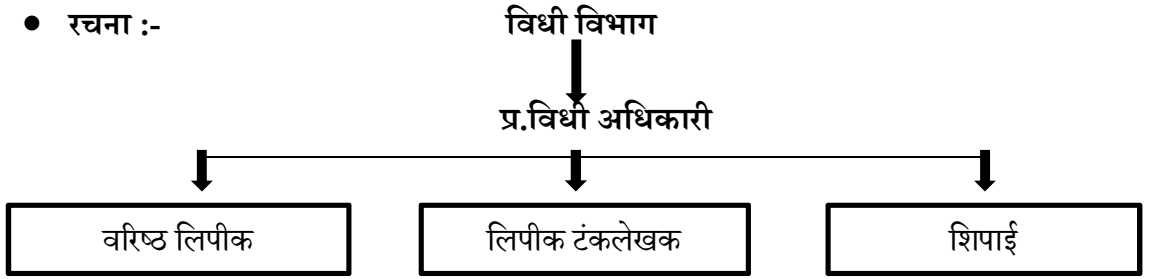 ● रचना :- विधी विभाग
प्र.विधी अधिकारी
वरिष्ठ लिपीक लिपीक टंकलेखक शिपाई